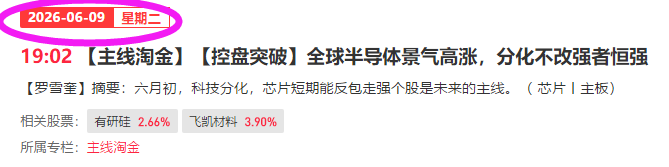 2026-06-09 星期二
19:02 【主线淘金】【控盘突破】全球半导体景气高涨，分化不改强者恒强
【罗雪奎】摘要：六月初，科技分化，芯片短期能反包走强个股是未来的主线。（ 芯片丨主板）
相关股票： 有研硅 2.66% 飞凯材料 3.90%
所属专栏：主线淘金